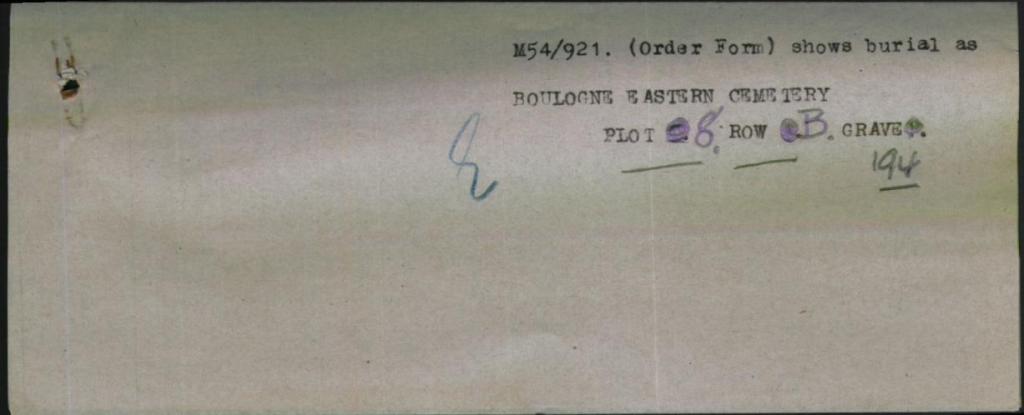 M54/921. (Order Form) shows burial as
BOULOGNE EASTERN CEMETERY
PLOT 8. ROW B. GRAVE .
194